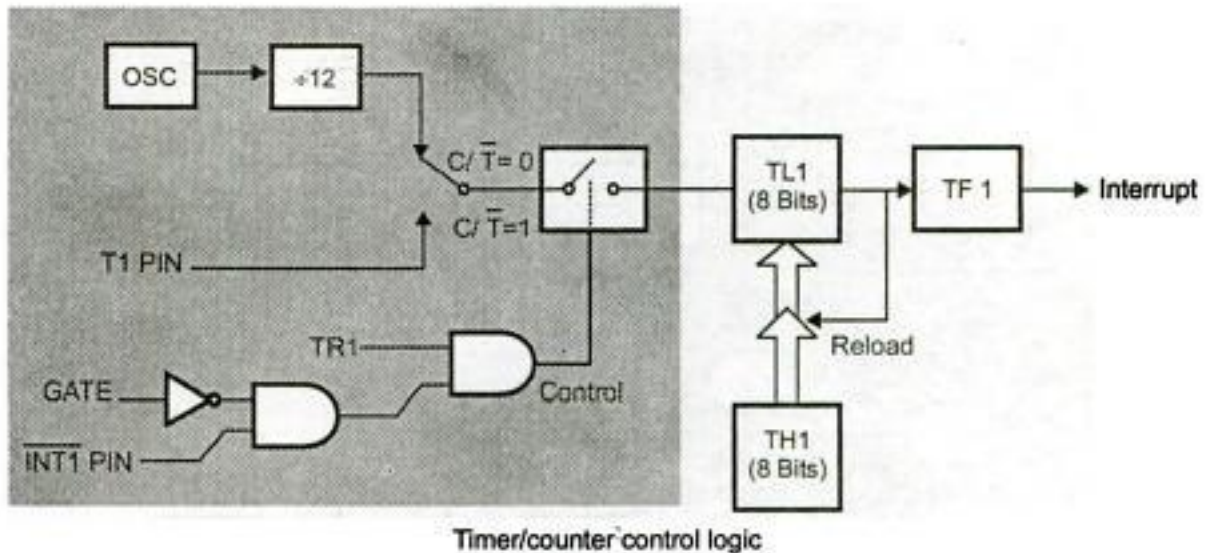 OSC
÷12
C/ T̅= 0
C/ T̅=1
T1 PIN
TL1
(8 Bits)
TF 1
Interrupt
Reload
TR1
Control
GATE
I̅N̅T̅1̅ PIN
TH1
(8 Bits)
Timer/counter control logic